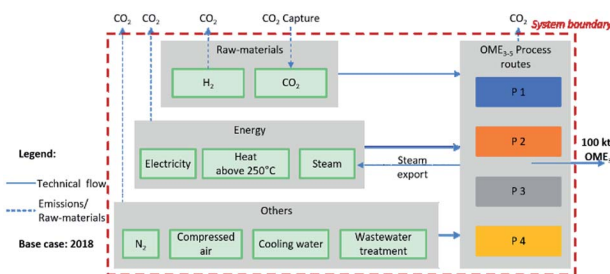 CO2 CO2 CO2 CO2 Capture CO2
System boundary
Raw-materials
H2 CO2
OME3-5 Process
routes
P 1
P 2
P 3
P 4
Energy
Electricity
Heat
above 250°C
Steam
Steam
export
100 kt
Others
N2
Compressed
air
Cooling water
Wastewater
treatment
Legend:
Technical flow
Emissions/
Raw-materials
Base case: 2018